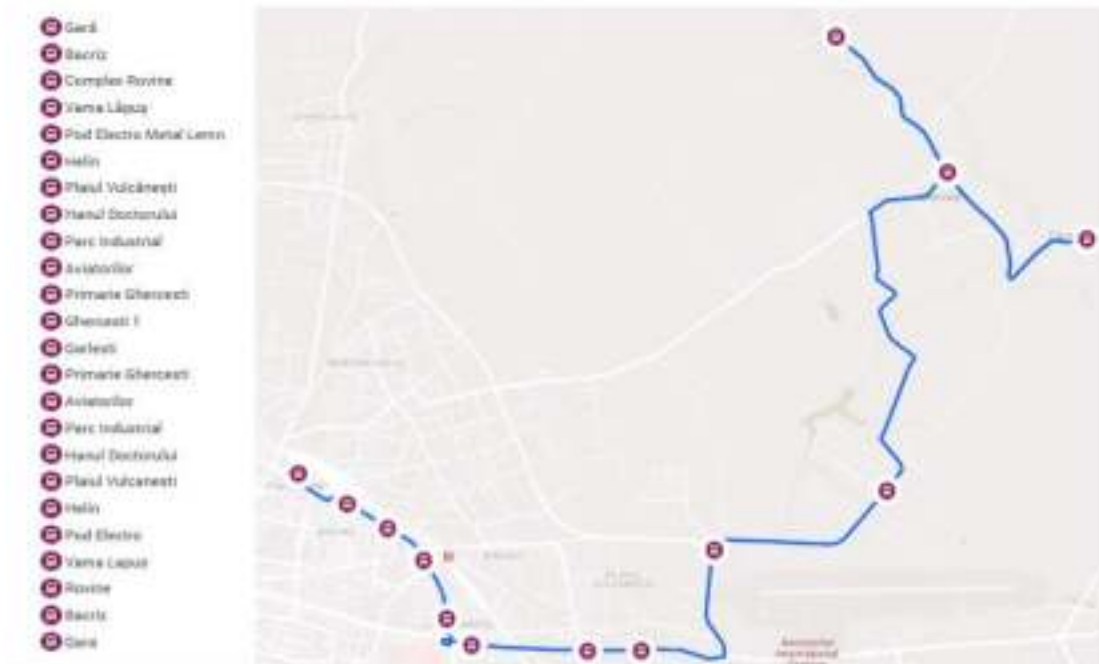 Gară
Bacriz
Complex Rovine
Vama Lăpuș
Pod Electro Metal Lemn
Helin
Plaiul Vulcănești
Hanul Doctorului
Parc Industrial
Aviatorilor
Primarie Ghercesti
Ghercesti 1
Garlesti
Primarie Ghercesti
Aviatorilor
Parc Industrial
Hanul Doctorului
Plaiul Vulcanesti
Helin
Pod Electro
Vama Lapuș
Rovine
Bacriz
Gara